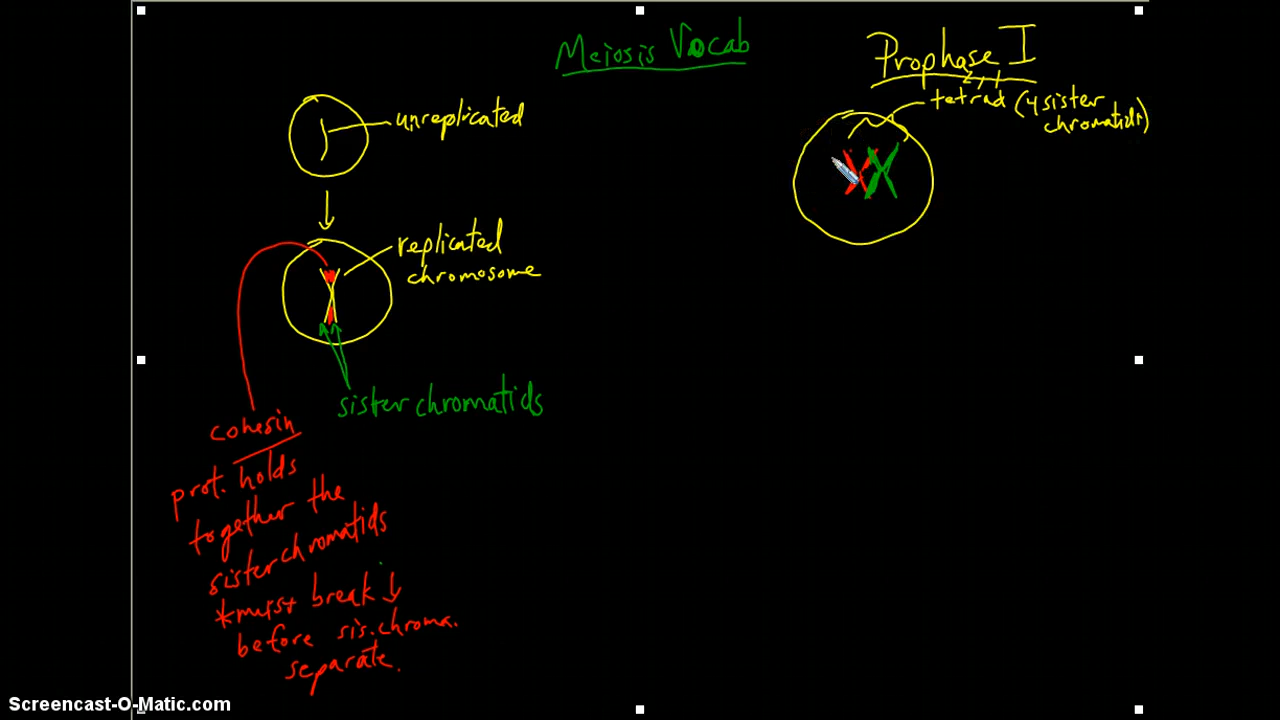 Meiosis Vocab
unreplicated
replicated
chromosome
sister chromatids
cohesin
prot. holds
together the
sister chromatids
*must break ↓
before sis. chroma.
separate.
Prophase I
tetrad (4 sister
chromatids)
Screencast-O-Matic.com